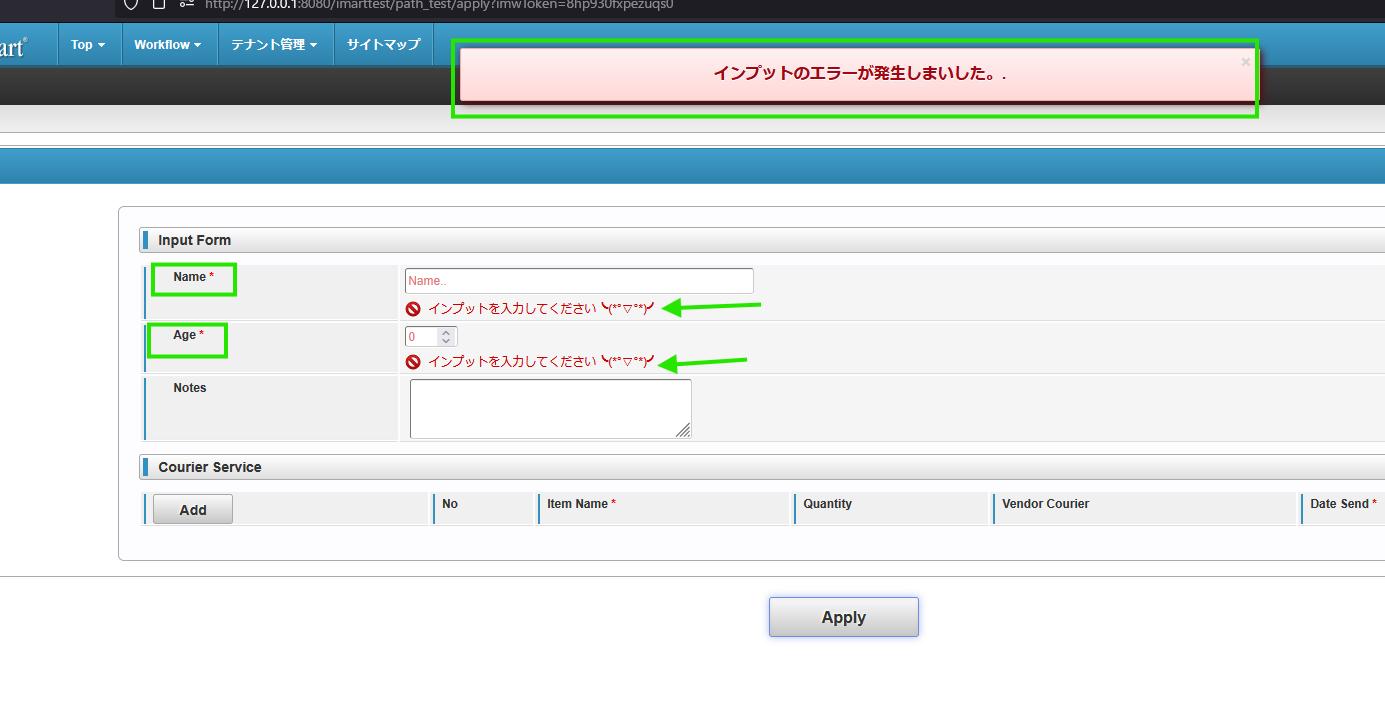 http://127.0.0.1:8080/imarttest/path_test/apply?imwToken=8hp930fxpezuqs0
art® Top Workflow テナント管理 サイトマップ
インプットのエラーが発生しまいした。.
×
Input Form
Name * Name..
インプットを入力してください ╰(*°▽°*)╯
Age * 0
インプットを入力してください ╰(*°▽°*)╯
Notes
Courier Service
Add No Item Name * Quantity Vendor Courier Date Send *
Apply